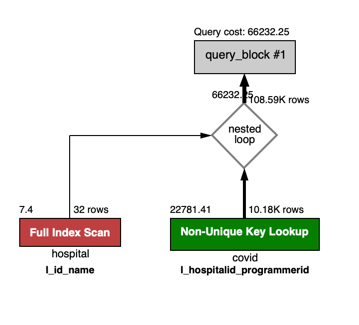 Query cost: 66232.25
query_block #1
66232.25
108.59K rows
nested
loop
7.4
32 rows
Full Index Scan
hospital
I_id_name
22781.41
10.18K rows
Non-Unique Key Lookup
covid
I_hospitalid_programmerid